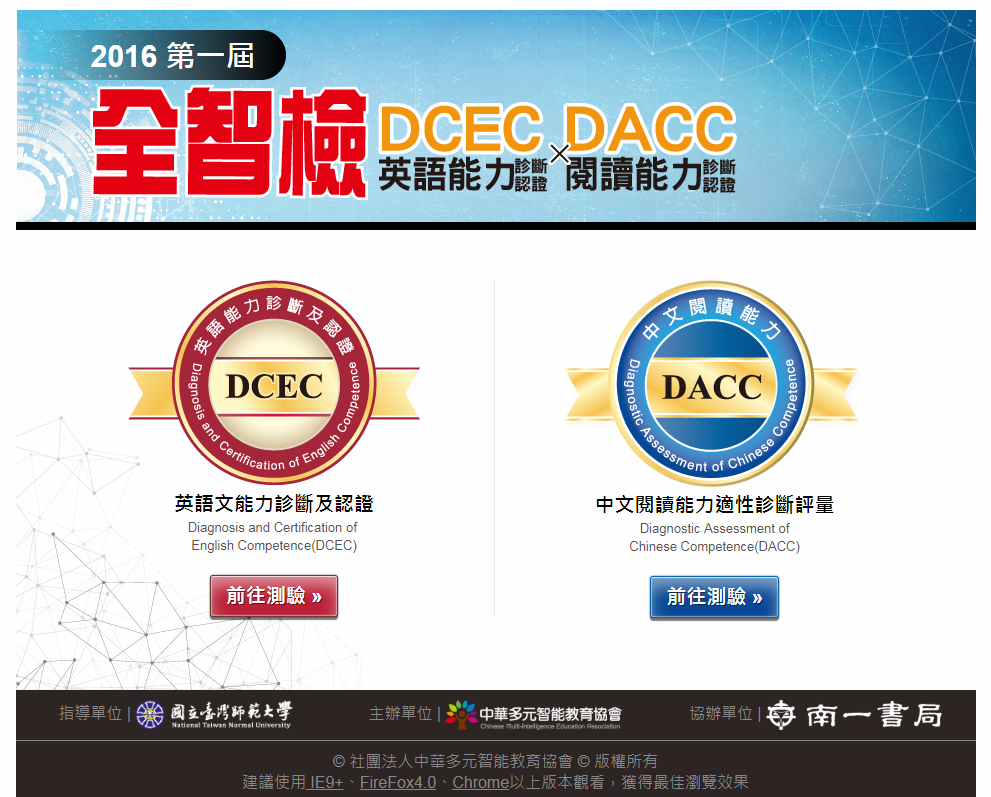 2016 第一屆
全智檢
DCEC × DACC
英語能力診斷認證 閱讀能力診斷認證
英語能力診斷及認證
DCEC
Diagnosis and Certification of English Competence
中文閱讀能力
DACC
Diagnostic Assessment of Chinese Competence
英語文能力診斷及認證
Diagnosis and Certification of
English Competence(DCEC)
前往測驗 »
中文閱讀能力適性診斷評量
Diagnostic Assessment of
Chinese Competence(DACC)
前往測驗 »
指導單位 | 國立臺灣師範大學
National Taiwan Normal University
主辦單位 | 中華多元智能教育協會
Chinese Multi-Intelligence Education Association
協辦單位 | 南一書局
© 社團法人中華多元智能教育協會 © 版權所有
建議使用 IE9+、FireFox4.0、Chrome以上版本觀看，獲得最佳瀏覽效果